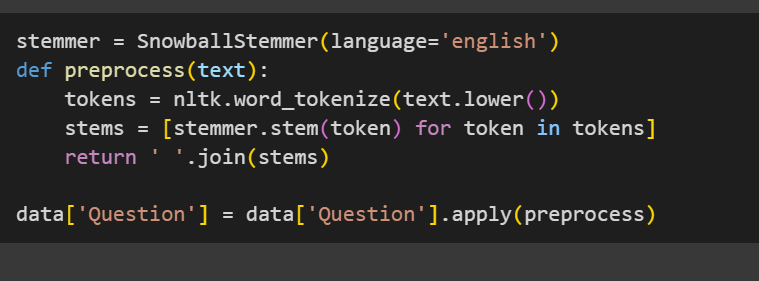 stemmer = SnowballStemmer(language='english')
def preprocess(text):
    tokens = nltk.word_tokenize(text.lower())
    stems = [stemmer.stem(token) for token in tokens]
    return ' '.join(stems)

data['Question'] = data['Question'].apply(preprocess)